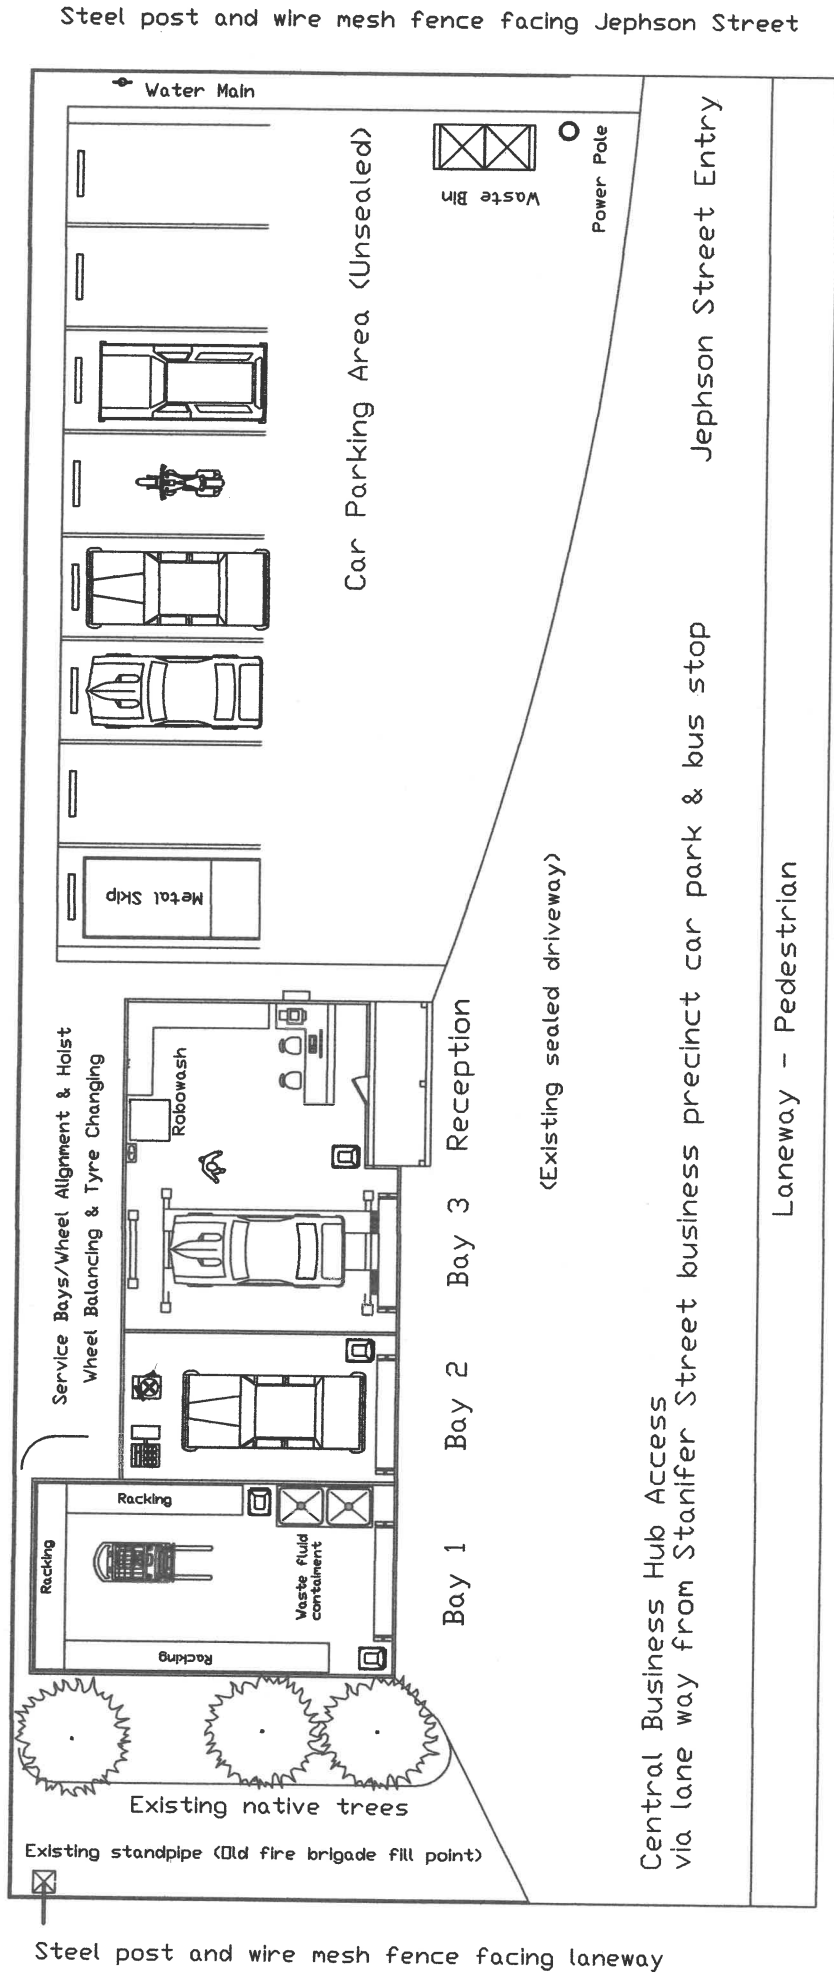 Steel post and wire mesh fence facing Jephson Street
Water Main
Waste Bin
Power Pole
Car Parking Area (Unsealed)
Jephson Street Entry
Metal Skip
Service Bays/Wheel Alignment & Hoist
Wheel Balancing & Tyre Changing
Robowash
Reception
Bay 3
Bay 2
Bay 1
(Existing sealed driveway)
Central Business Hub Access
via lane way from Stanifer Street business precinct car park & bus stop
Laneway - Pedestrian
Racking
Racking
Waste fluid
contaiment
Racking
Existing native trees
Existing standpipe (Old fire brigade fill point)
Steel post and wire mesh fence facing laneway